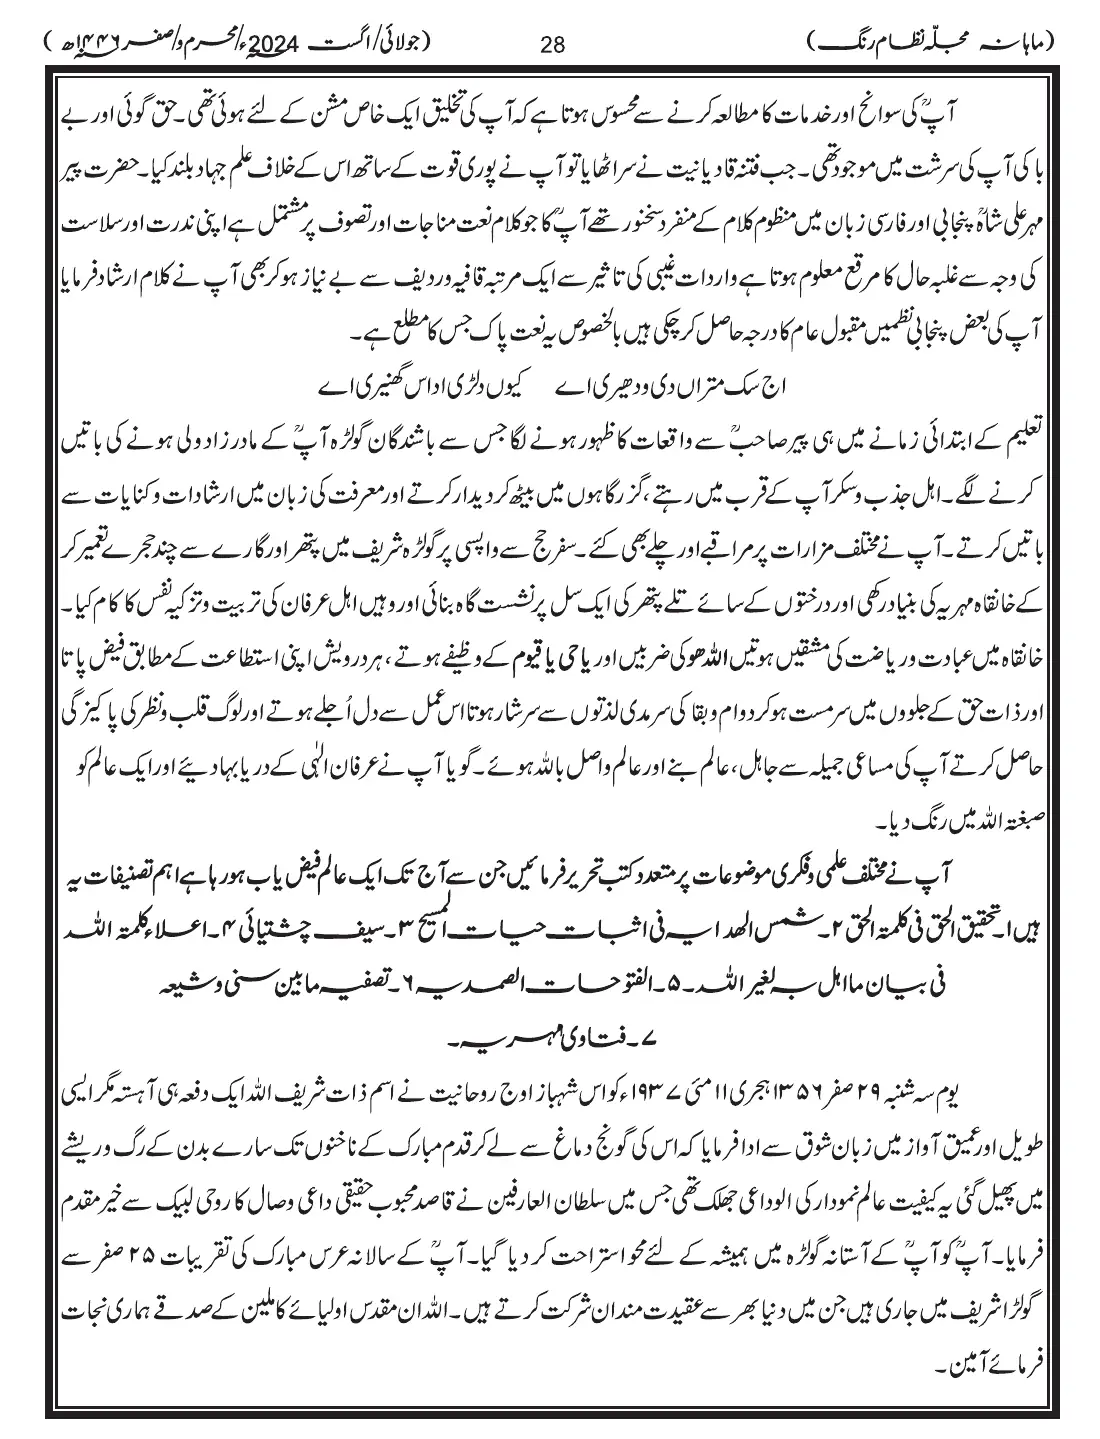 (ماہانہ مجلّہ نظام رنگ) 28 (جولائی/اگست 2024ء/محرم و/صفر ۱۴۴۶ھ)
آپؒ کی سوانح اور خدمات کا مطالعہ کرنے سے محسوس ہوتا ہے کہ آپ کی تخلیق ایک خاص مشن کے لئے ہوئی تھی۔ حق گوئی اور بے
باکی آپ کی سرشت میں موجود تھی۔ جب فتنہ قادیانیت نے سر اٹھایا تو آپ نے پوری قوت کے ساتھ اس کے خلاف علم جہاد بلند کیا۔ حضرت پیر
مہر علی شاہؒ پنجابی اور فارسی زبان میں منظوم کلام کے منفرد سخنور تھے آپؒ کا جو کلام نعت مناجات اور تصوف پر مشتمل ہے اپنی ندرت اور سلاست
کی وجہ سے غلبہ حال کا مرقع معلوم ہوتا ہے واردات غیبی کی تاثیر سے ایک مرتبہ قافیہ وردیف سے بے نیاز ہوکر بھی آپ نے کلام ارشاد فرمایا
آپ کی بعض پنجابی نظمیں مقبول عام کا درجہ حاصل کرچکی ہیں بالخصوص یہ نعت پاک جس کا مطلع ہے۔
اج سک متراں دی ودھیری اے کیوں دلڑی اداس گھنیری اے
تعلیم کے ابتدائی زمانے میں ہی پیر صاحبؒ سے واقعات کا ظہور ہونے لگا جس سے باشندگان گولڑہ آپؒ کے مادرزاد ولی ہونے کی باتیں
کرنے لگے۔ اہل جذب و سکر آپ کے قرب میں رہتے، گزرگاہوں میں بیٹھ کر دیدار کرتے اور معرفت کی زبان میں ارشادات و کنایات سے
باتیں کرتے۔ آپ نے مختلف مزارات پر مراقبے اور چلے بھی کئے۔ سفر حج سے واپسی پر گولڑہ شریف میں پتھر اور گارے سے چند حجرے تعمیر کر
کے خانقاہ مہریہ کی بنیاد رکھی اور درختوں کے سائے تلے پتھر کی ایک سل پر نشست گاہ بنائی اور وہیں اہل عرفان کی تربیت و تزکیہ نفس کا کام کیا۔
خانقاہ میں عبادت و ریاضت کی مشقیں ہوتیں اللہ ھو کی ضربیں اور یا حی یا قیوم کے وظیفے ہوتے، ہر درویش اپنی استطاعت کے مطابق فیض پاتا
اور ذات حق کے جلووں میں سرمست ہوکر دوام و بقا کی سرمدی لذتوں سے سرشار ہوتا اس عمل سے دل اُجلے ہوتے اور لوگ قلب و نظر کی پاکیزگی
حاصل کرتے آپ کی مساعی جمیلہ سے جاہل، عالم بنے اور عالم واصل باللہ ہوئے۔ گویا آپ نے عرفان الٰہی کے دریا بہا دیئے اور ایک عالم کو
صبغتہ اللہ میں رنگ دیا۔
آپ نے مختلف علمی و فکری موضوعات پر متعدد کتب تحریر فرمائیں جن سے آج تک ایک عالم فیض یاب ہورہا ہے اہم تصنیفات یہ
ہیں ۱۔ تحقیق الحق فی کلمۃ الحق ۲۔ شمس الھدایہ فی اثبات حیات المسیح ۳۔ سیف چشتیائی ۴۔ اعلاء کلمتہ اللہ
فی بیان ما اہل بہ لغیر اللہ۔ ۵۔ الفتوحات الصمدیہ ۶۔ تصفیہ مابین سنی و شیعہ
۷۔ فتاوی مہریہ۔
یوم سہ شنبہ ۲۹ صفر ۱۳۵۶ ہجری ۱۱ مئی ۱۹۳۷ء کو اس شہباز اوج روحانیت نے اسم ذات شریف اللہ ایک دفعہ ہی آہستہ مگر ایسی
طویل اور عمیق آواز میں زبان شوق سے ادا فرمایا کہ اس کی گونج دماغ سے لے کر قدم مبارک کے ناخنوں تک سارے بدن کے رگ و ریشے
میں پھیل گئی یہ کیفیت عالم نمودار کی الوداعی جھلک تھی جس میں سلطان العارفین نے قاصد محبوب حقیقی داعی وصال کا روحی لبیک سے خیر مقدم
فرمایا۔ آپؒ کو آپؒ کے آستانہ گولڑہ میں ہمیشہ کے لئے محو استراحت کر دیا گیا۔ آپؒ کے سالانہ عرس مبارک کی تقریبات ۲۵ صفر سے
گولڑا شریف میں جاری ہیں جن میں دنیا بھر سے عقیدت مندان شرکت کرتے ہیں۔ اللہ ان مقدس اولیائے کاملین کے صدقے ہماری نجات
فرمائے آمین۔